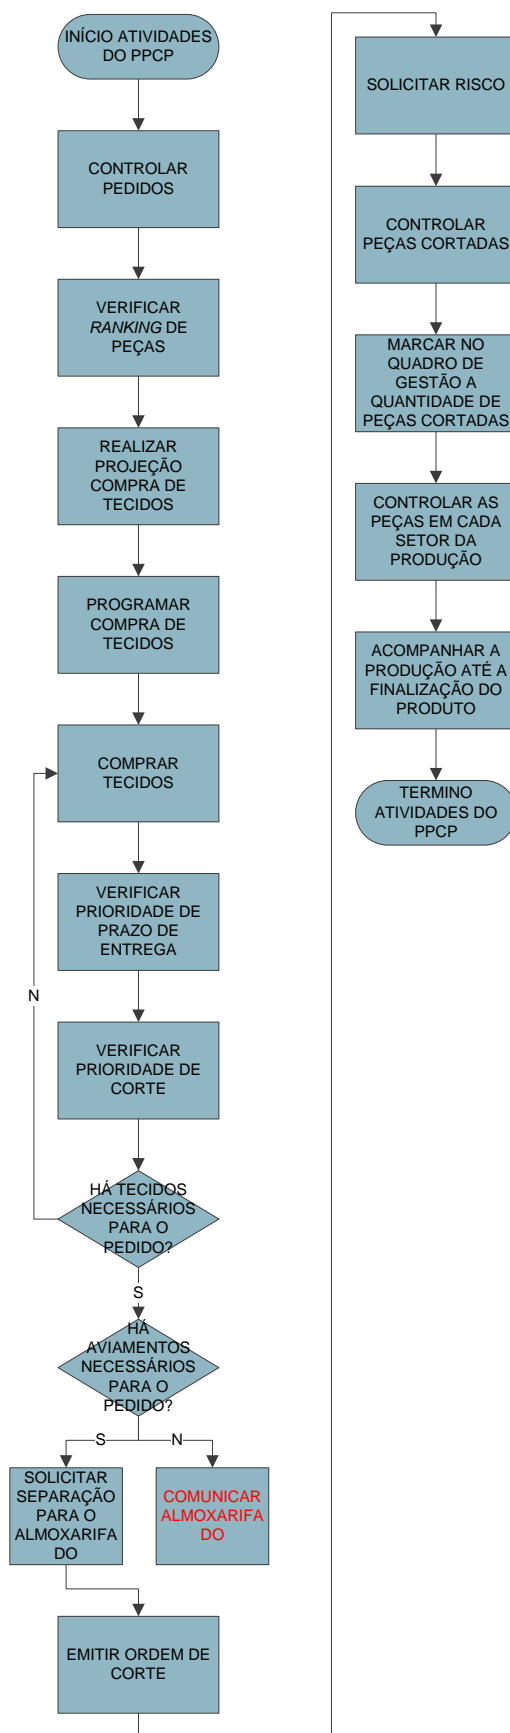 INÍCIO ATIVIDADES
DO PPCP
CONTROLAR
PEDIDOS
VERIFICAR
RANKING DE
PEÇAS
REALIZAR
PROJEÇÃO
COMPRA DE
TECIDOS
PROGRAMAR
COMPRA DE
TECIDOS
COMPRAR
TECIDOS
VERIFICAR
PRIORIDADE DE
PRAZO DE
ENTREGA
N
VERIFICAR
PRIORIDADE DE
CORTE
HÁ TECIDOS
NECESSÁRIOS
PARA O
PEDIDO?
S
HÁ
AVIAMENTOS
NECESSÁRIOS
PARA O
PEDIDO?
S
N
SOLICITAR
SEPARAÇÃO
PARA O
ALMOXARIFA
DO
COMUNICAR
ALMOXARIFA
DO
EMITIR ORDEM DE
CORTE
SOLICITAR RISCO
CONTROLAR
PEÇAS CORTADAS
MARCAR NO
QUADRO DE
GESTÃO A
QUANTIDADE DE
PEÇAS CORTADAS
CONTROLAR AS
PEÇAS EM CADA
SETOR DA
PRODUÇÃO
ACOMPANHAR A
PRODUÇÃO ATÉ A
FINALIZAÇÃO DO
PRODUTO
TERMINO
ATIVIDADES DO
PPCP